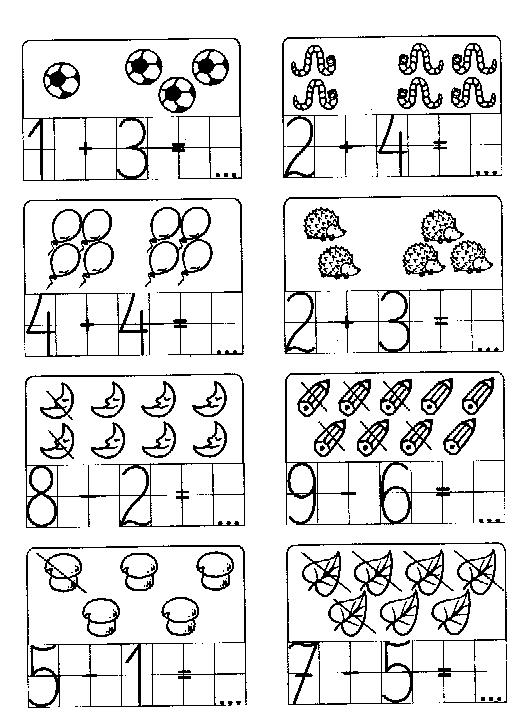 1 + 3 = ...
2 + 4 = ...
4 + 4 = ...
2 + 3 = ...
8 - 2 = ...
9 - 6 = ...
5 - 1 = ...
7 - 5 = ...